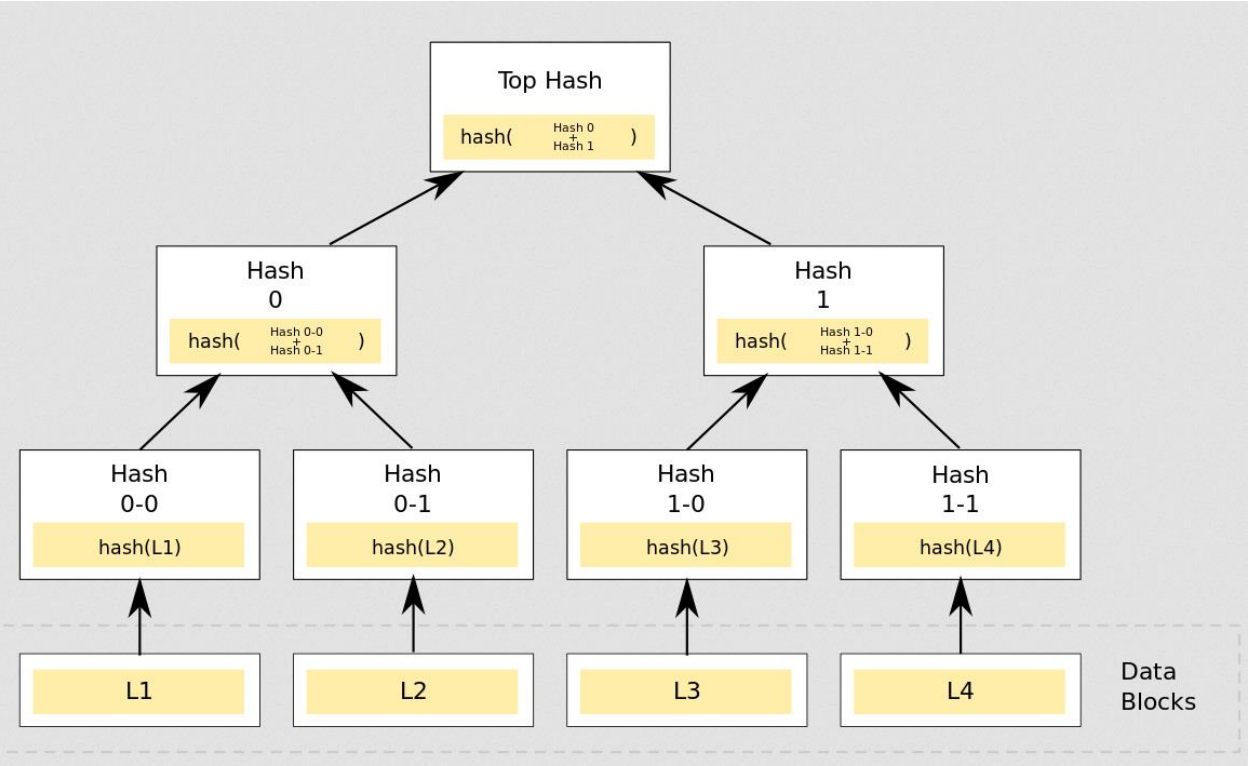 Top Hash
hash( Hash 0 + Hash 1 )
Hash
0
hash( Hash 0-0 + Hash 0-1 )
Hash
1
hash( Hash 1-0 + Hash 1-1 )
Hash
0-0
hash(L1)
Hash
0-1
hash(L2)
Hash
1-0
hash(L3)
Hash
1-1
hash(L4)
L1
L2
L3
L4
Data
Blocks